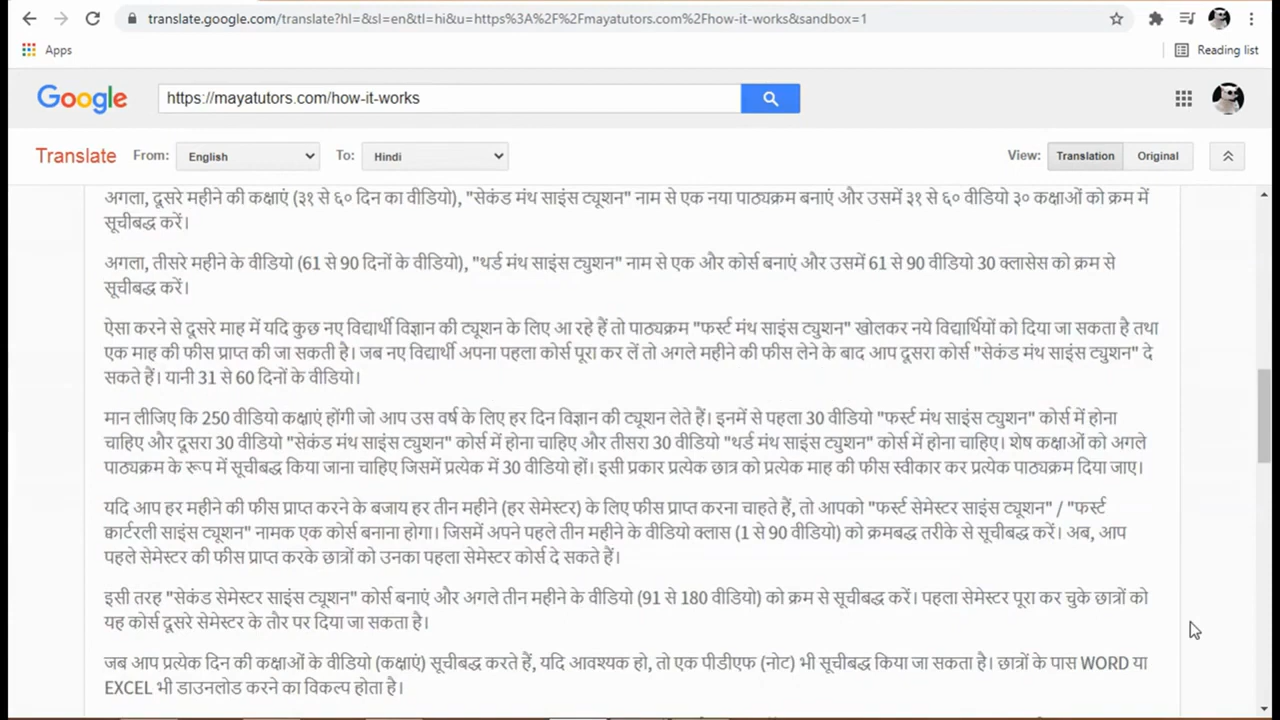 translate.google.com/translate?hl=&sl=en&tl=hi&u=https%3A%2F%2Fmayatutors.com%2Fhow-it-works&sandbox=1
Apps
Reading list
Google
https://mayatutors.com/how-it-works
Translate
From:
English
To:
Hindi
View:
Translation
Original
अगला, दूसरे महीने की कक्षाएं (३१ से ६० दिन का वीडियो), "सेकंड मंथ साइंस ट्यूशन" नाम से एक नया पाठ्यक्रम बनाएं और उसमें ३१ से ६० वीडियो ३० कक्षाओं को क्रम में
सूचीबद्ध करें।
अगला, तीसरे महीने के वीडियो (61 से 90 दिनों के वीडियो), "थर्ड मंथ साइंस ट्युशन" नाम से एक और कोर्स बनाएं और उसमें 61 से 90 वीडियो 30 क्लासेस को क्रम से
सूचीबद्ध करें।
ऐसा करने से दूसरे माह में यदि कुछ नए विद्यार्थी विज्ञान की ट्यूशन के लिए आ रहे हैं तो पाठ्यक्रम "फर्स्ट मंथ साइंस ट्युशन" खोलकर नये विद्यार्थियों को दिया जा सकता है तथा
एक माह की फीस प्राप्त की जा सकती है। जब नए विद्यार्थी अपना पहला कोर्स पूरा कर लें तो अगले महीने की फीस लेने के बाद आप दूसरा कोर्स "सेकंड मंथ साइंस ट्युशन" दे
सकते हैं। यानी 31 से 60 दिनों के वीडियो।
मान लीजिए कि 250 वीडियो कक्षाएं होंगी जो आप उस वर्ष के लिए हर दिन विज्ञान की ट्यूशन लेते हैं। इनमें से पहला 30 वीडियो "फर्स्ट मंथ साइंस ट्युशन" कोर्स में होना
चाहिए और दूसरा 30 वीडियो "सेकंड मंथ साइंस ट्युशन" कोर्स में होना चाहिए और तीसरा 30 वीडियो "थर्ड मंथ साइंस ट्युशन" कोर्स में होना चाहिए। शेष कक्षाओं को अगले
पाठ्यक्रम के रूप में सूचीबद्ध किया जाना चाहिए जिसमें प्रत्येक में 30 वीडियो हों। इसी प्रकार प्रत्येक छात्र को प्रत्येक माह की फीस स्वीकार कर प्रत्येक पाठ्यक्रम दिया जाए।
यदि आप हर महीने की फीस प्राप्त करने के बजाय हर तीन महीने (हर सेमेस्टर) के लिए फीस प्राप्त करना चाहते हैं, तो आपको "फर्स्ट सेमेस्टर साइंस ट्यूशन" / "फर्स्ट
क्वार्टरली साइंस ट्यूशन" नामक एक कोर्स बनाना होगा। जिसमें अपने पहले तीन महीने के वीडियो क्लास (1 से 90 वीडियो) को क्रमबद्ध तरीके से सूचीबद्ध करें। अब, आप
पहले सेमेस्टर की फीस प्राप्त करके छात्रों को उनका पहला सेमेस्टर कोर्स दे सकते हैं।
इसी तरह "सेकंड सेमेस्टर साइंस ट्यूशन" कोर्स बनाएं और अगले तीन महीने के वीडियो (91 से 180 वीडियो) को क्रम से सूचीबद्ध करें। पहला सेमेस्टर पूरा कर चुके छात्रों को
यह कोर्स दूसरे सेमेस्टर के तौर पर दिया जा सकता है।
जब आप प्रत्येक दिन की कक्षाओं के वीडियो (कक्षाएं) सूचीबद्ध करते हैं, यदि आवश्यक हो, तो एक पीडीएफ (नोट) भी सूचीबद्ध किया जा सकता है। छात्रों के पास WORD या
EXCEL भी डाउनलोड करने का विकल्प होता है।